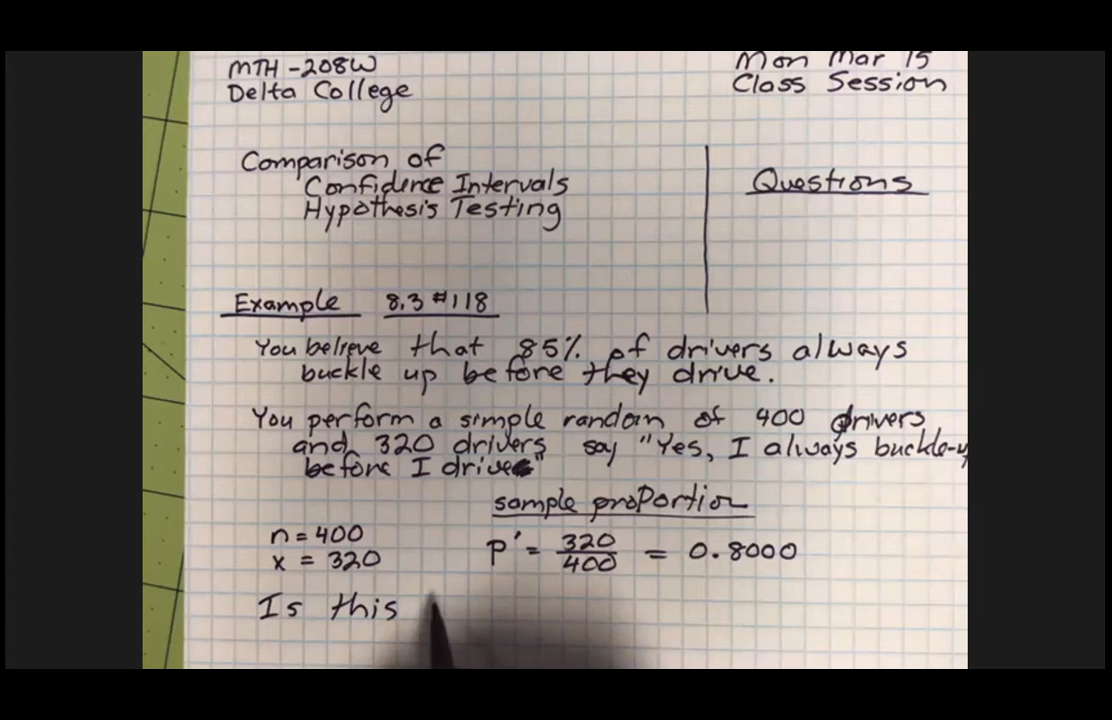 MTH-208W
Delta College
Mon Mar 15
Class Session
Comparison of
Confidence Intervals
Hypothesis Testing
Questions
Example 8.3 #118
You believe that 85% of drivers always
buckle up before they drive.
You perform a simple random of 400 drivers
and 320 drivers say "Yes, I always buckle-up
before I drive"
sample proportion
n = 400
x = 320
p' = 320/400 = 0.8000
Is this